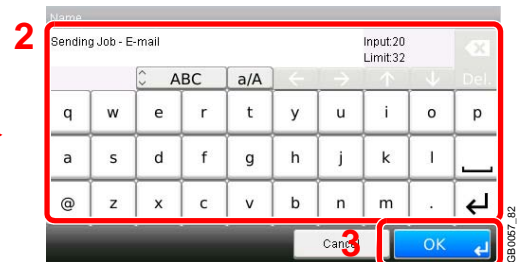 Name
2
Sending Job - E-mail
Input:20
Limit:32
ABC a/A Del.
q w e r t y u i o p
a s d f g h j k l
@ z x c v b n m .
Cancel
3
OK
GB0057_82